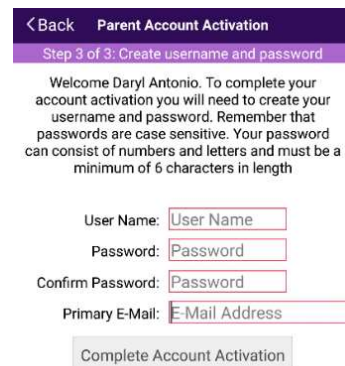 <Back Parent Account Activation
Step 3 of 3: Create username and password
Welcome Daryl Antonio. To complete your
account activation you will need to create your
username and password. Remember that
passwords are case sensitive. Your password
can consist of numbers and letters and must be a
minimum of 6 characters in length
User Name: User Name
Password: Password
Confirm Password: Password
Primary E-Mail: E-Mail Address
Complete Account Activation